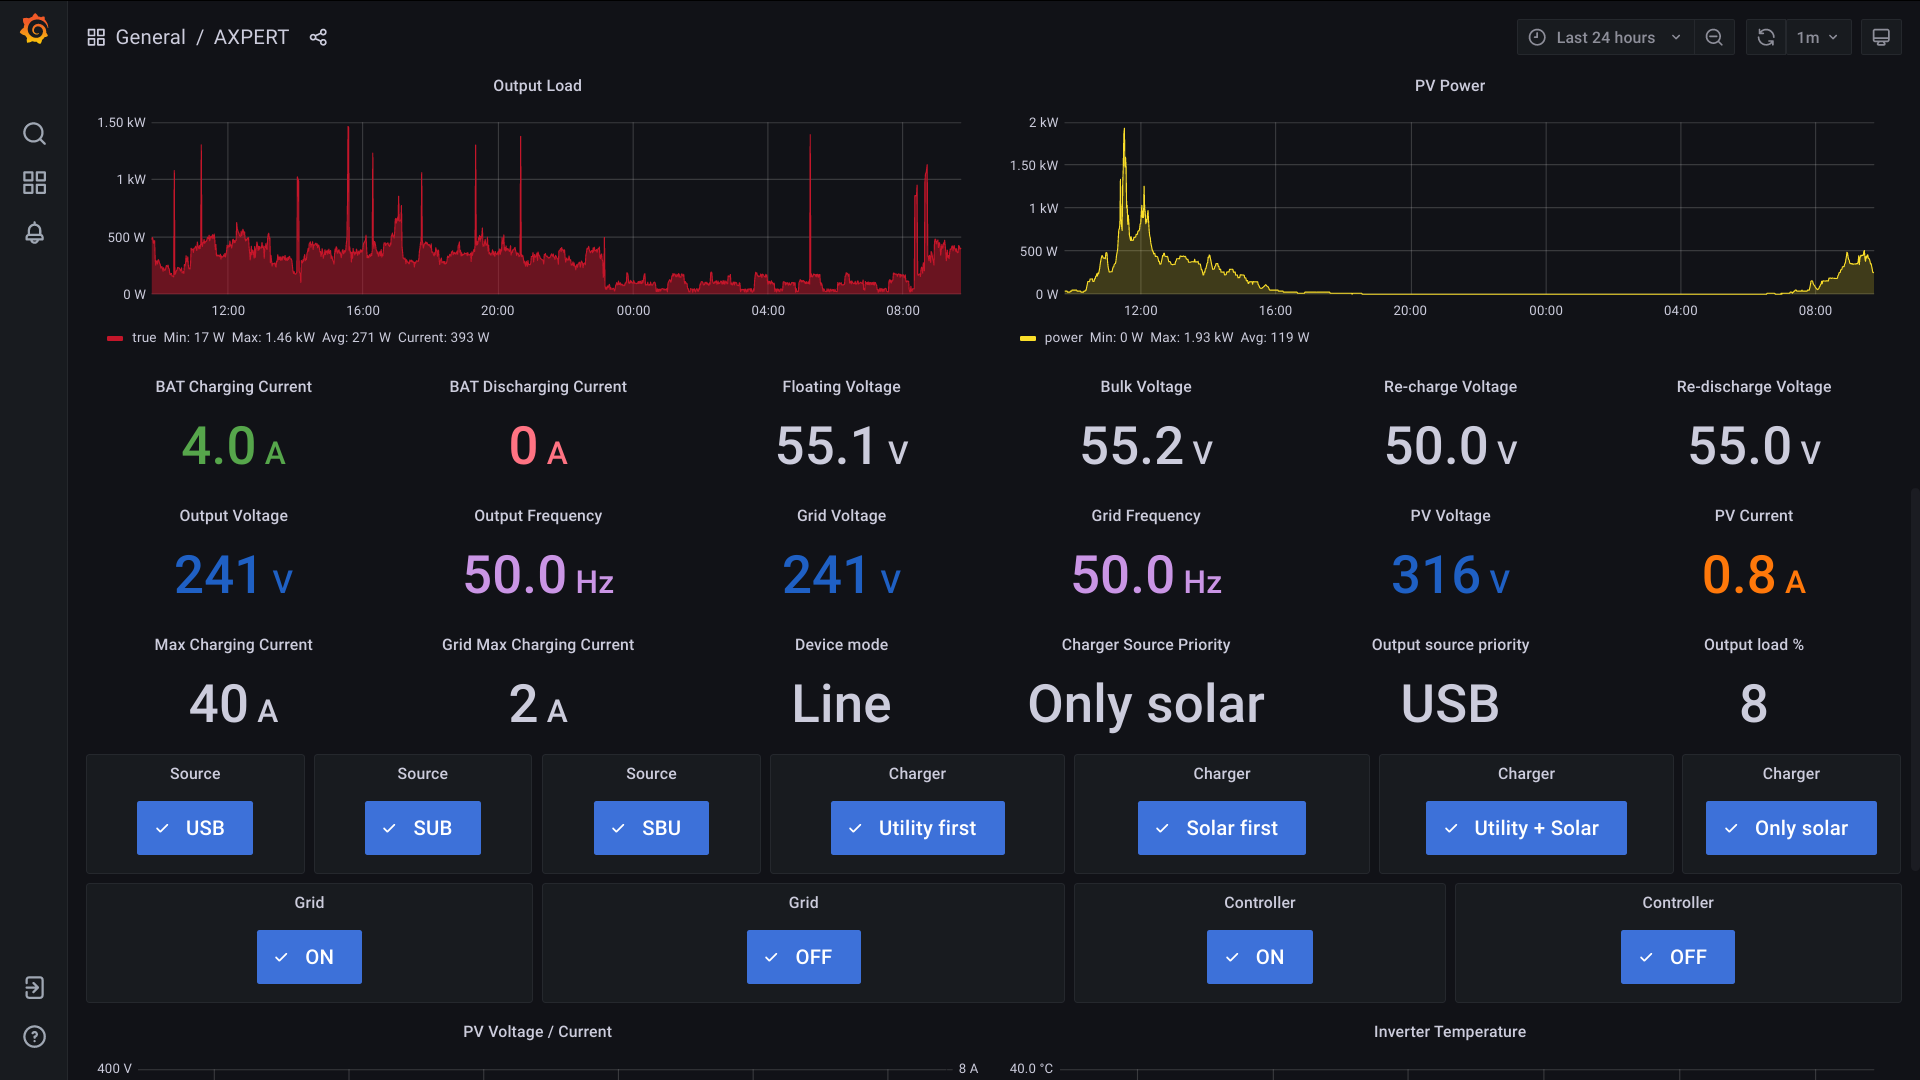 General / AXPERT
Last 24 hours
1m
Output Load
1.50 kW
1 kW
500 W
0 W
12:00 16:00 20:00 00:00 04:00 08:00
true Min: 17 W Max: 1.46 kW Avg: 271 W Current: 393 W
PV Power
2 kW
1.50 kW
1 kW
500 W
0 W
12:00 16:00 20:00 00:00 04:00 08:00
power Min: 0 W Max: 1.93 kW Avg: 119 W
BAT Charging Current
4.0 A
BAT Discharging Current
0 A
Floating Voltage
55.1 V
Bulk Voltage
55.2 V
Re-charge Voltage
50.0 V
Re-discharge Voltage
55.0 V
Output Voltage
241 V
Output Frequency
50.0 Hz
Grid Voltage
241 V
Grid Frequency
50.0 Hz
PV Voltage
316 V
PV Current
0.8 A
Max Charging Current
40 A
Grid Max Charging Current
2 A
Device mode
Line
Charger Source Priority
Only solar
Output source priority
USB
Output load %
8
Source
USB
Source
SUB
Source
SBU
Charger
Utility first
Charger
Solar first
Charger
Utility + Solar
Charger
Only solar
Grid
ON
Grid
OFF
Controller
ON
Controller
OFF
PV Voltage / Current
400 V
8 A
Inverter Temperature
40.0 °C